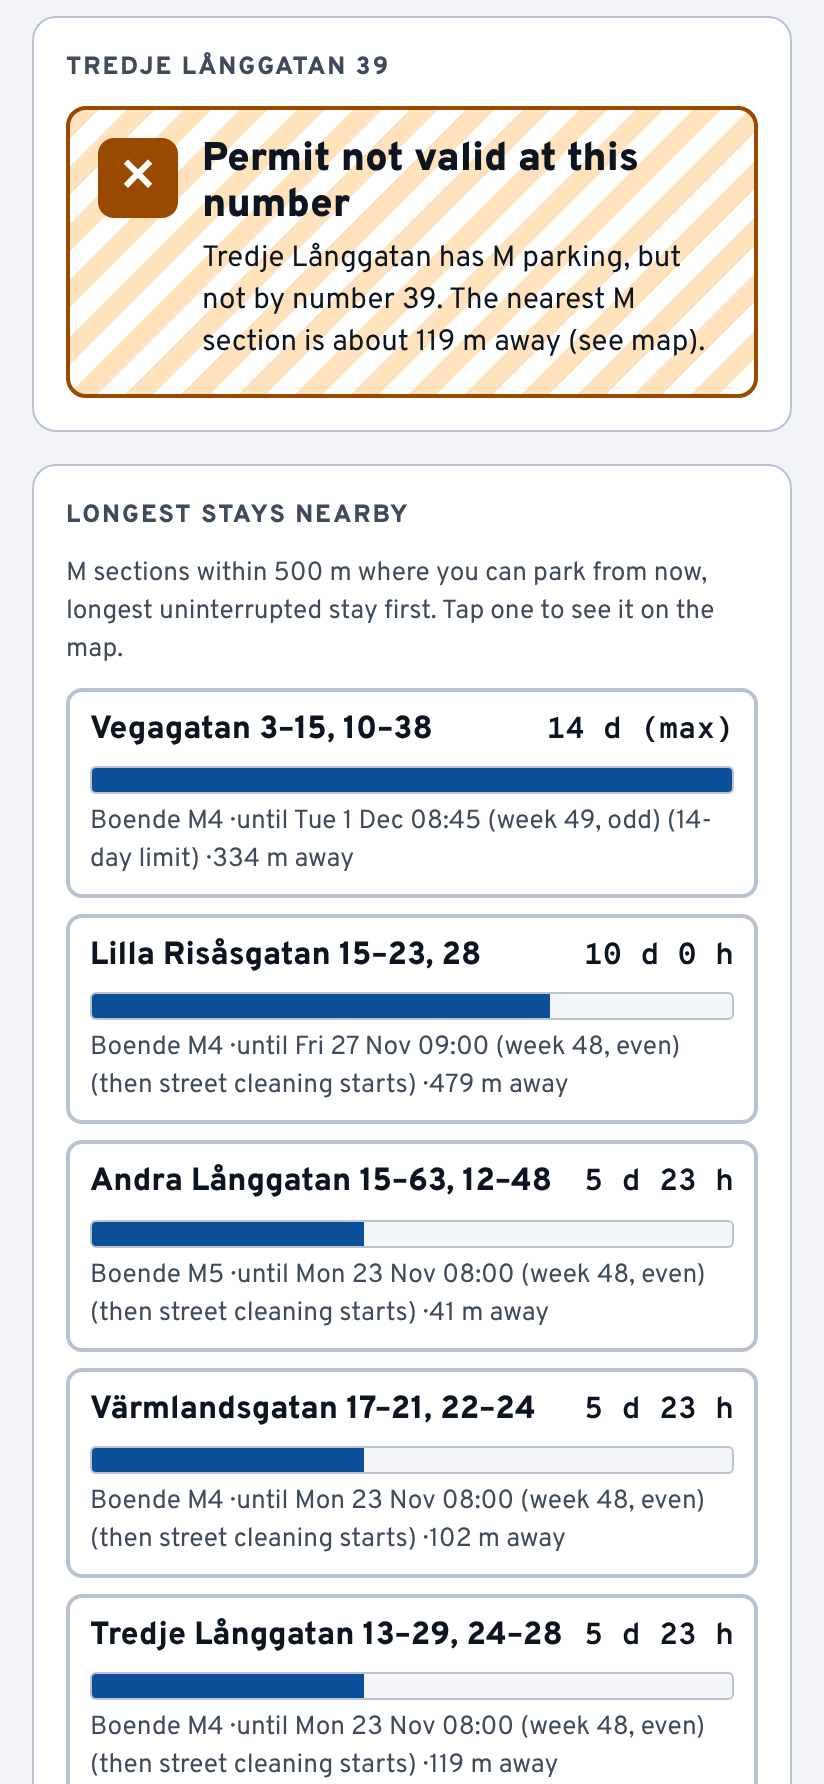 TREDJE LÅNGGATAN 39
Permit not valid at this
number
Tredje Långgatan has M parking, but
not by number 39. The nearest M
section is about 119 m away (see map).
LONGEST STAYS NEARBY
M sections within 500 m where you can park from now,
longest uninterrupted stay first. Tap one to see it on the
map.
Vegagatan 3–15, 10–38 14 d (max)
Boende M4 ·until Tue 1 Dec 08:45 (week 49, odd) (14-
day limit) ·334 m away
Lilla Risåsgatan 15–23, 28 10 d 0 h
Boende M4 ·until Fri 27 Nov 09:00 (week 48, even)
(then street cleaning starts) ·479 m away
Andra Långgatan 15–63, 12–48 5 d 23 h
Boende M5 ·until Mon 23 Nov 08:00 (week 48, even)
(then street cleaning starts) ·41 m away
Värmlandsgatan 17–21, 22–24 5 d 23 h
Boende M4 ·until Mon 23 Nov 08:00 (week 48, even)
(then street cleaning starts) ·102 m away
Tredje Långgatan 13–29, 24–28 5 d 23 h
Boende M4 ·until Mon 23 Nov 08:00 (week 48, even)
(then street cleaning starts) ·119 m away